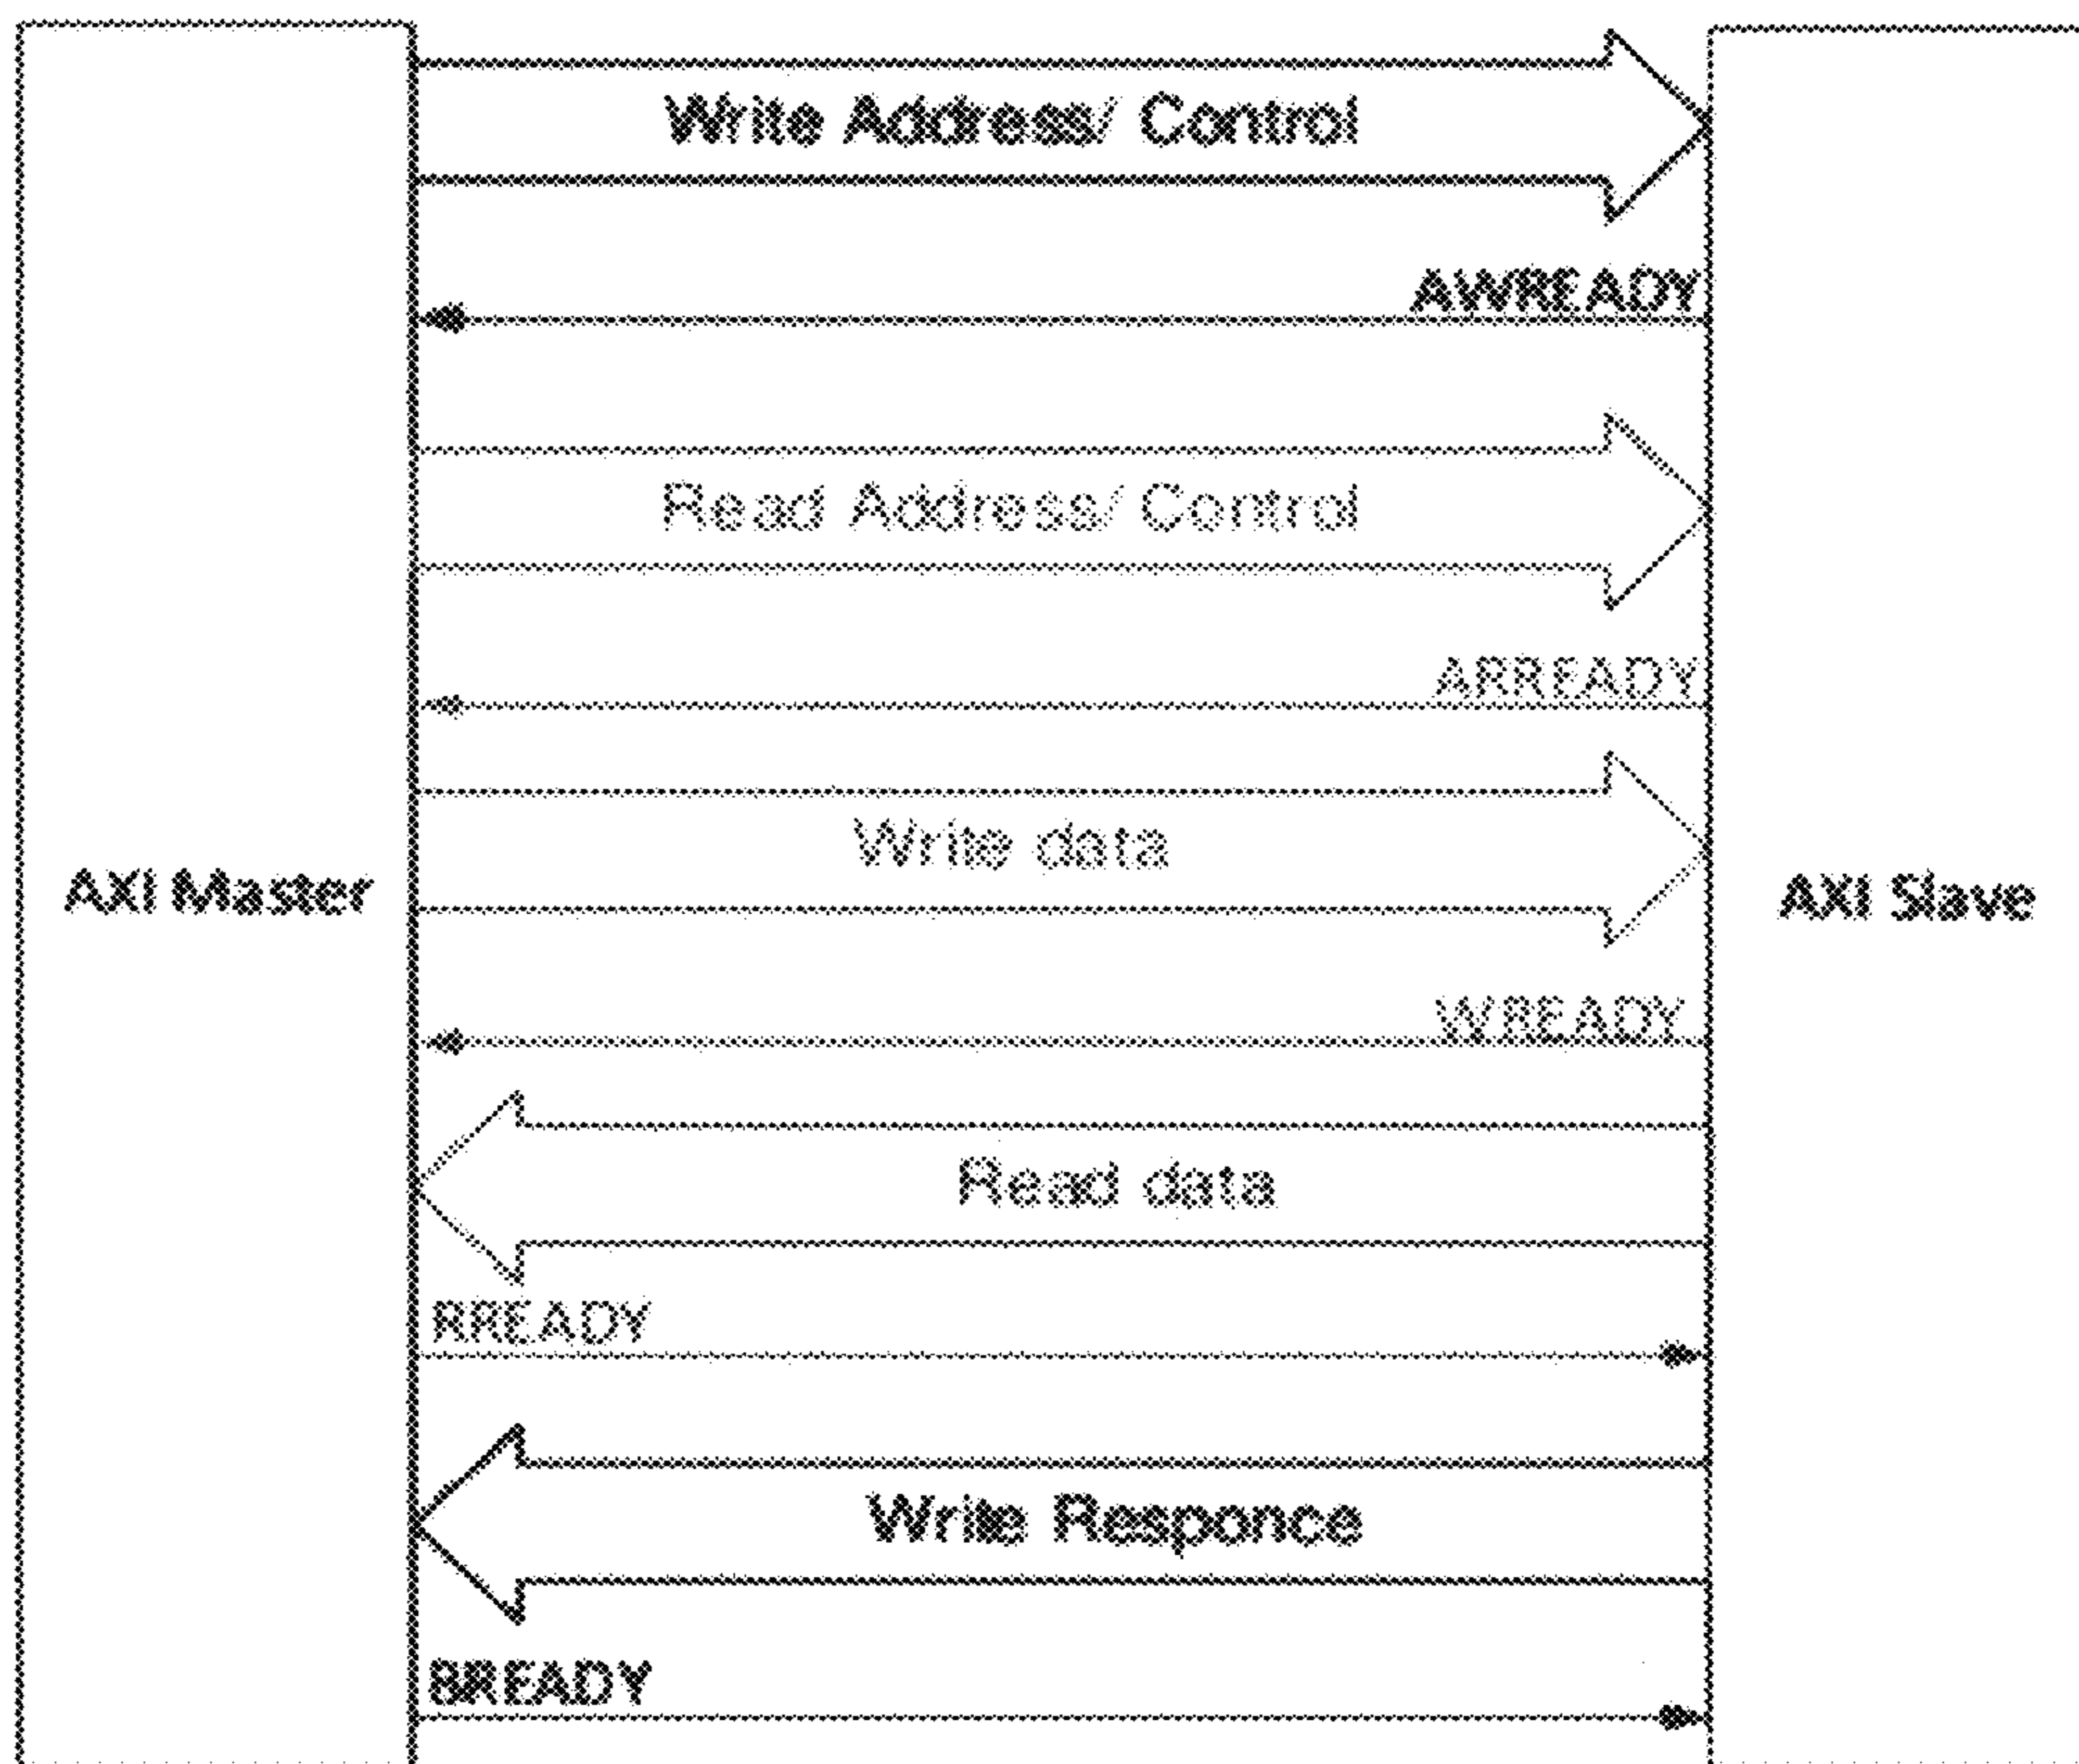 Write Address/ Control
AWREADY
Read Address/ Control
ARREADY
Write data
AXI Master
AXI Slave
WREADY
Read data
RREADY
Write Responce
BREADY